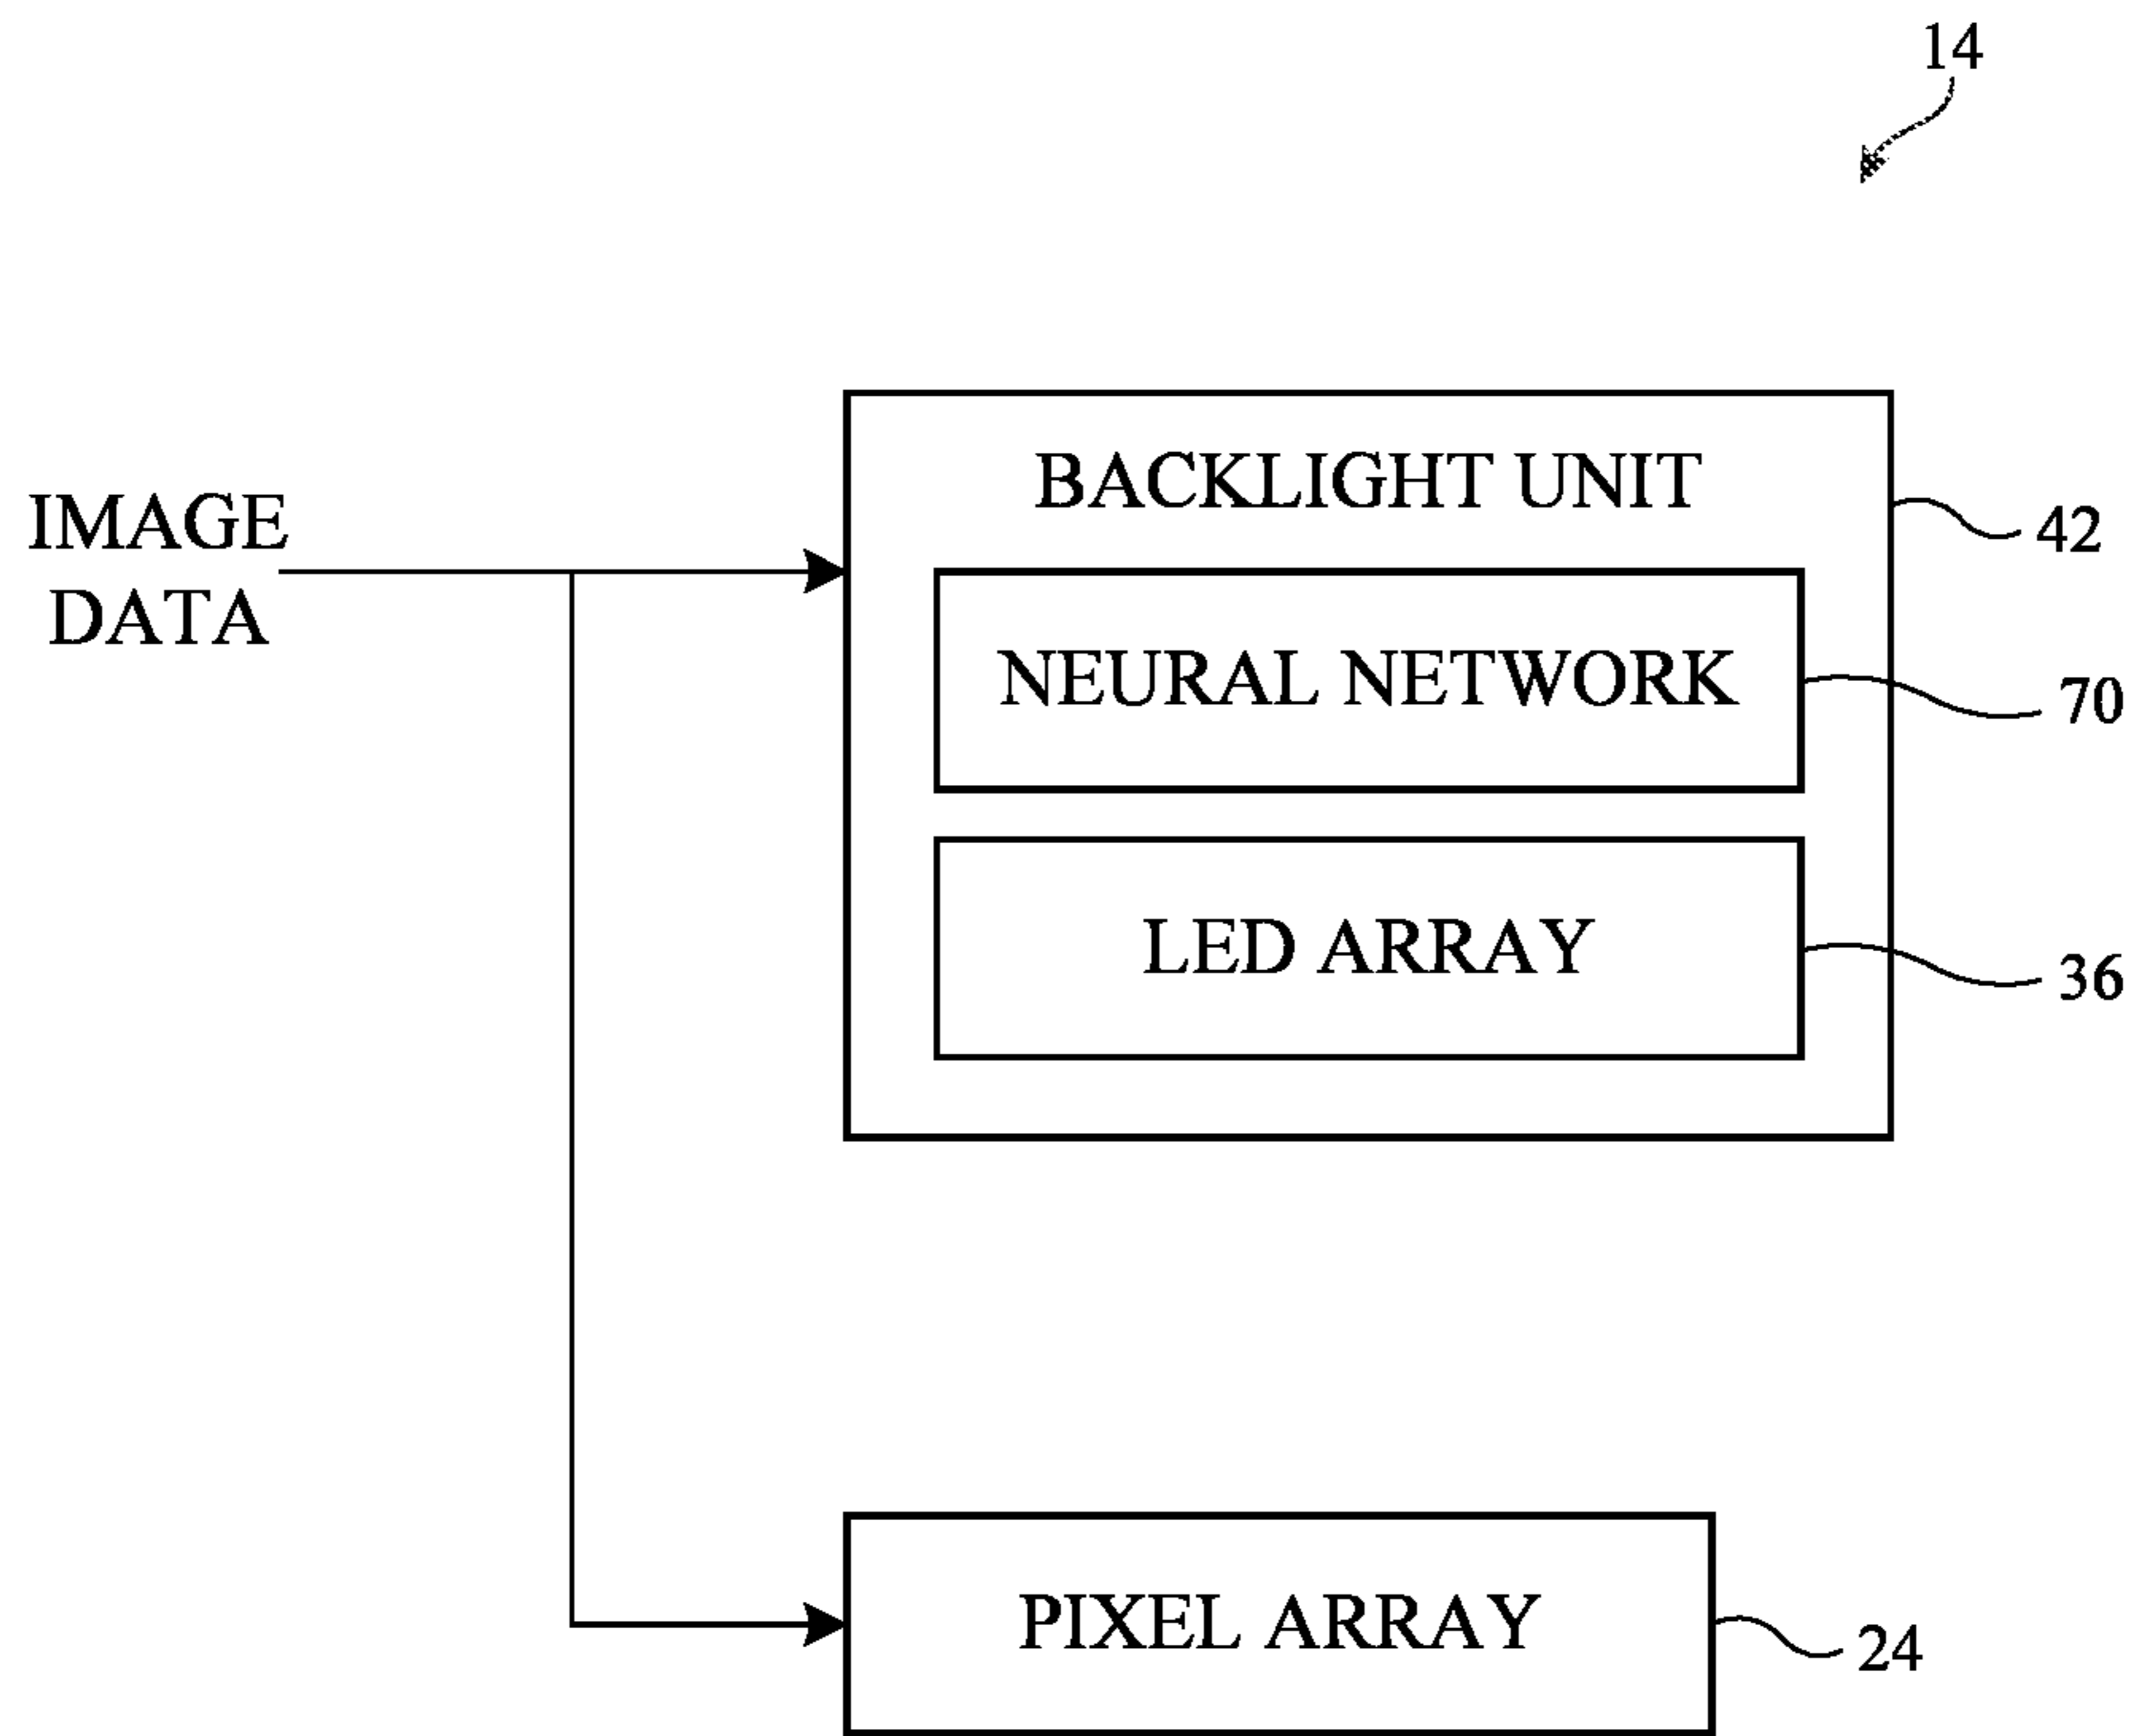 14
BACKLIGHT UNIT
IMAGE
DATA
42
NEURAL NETWORK
70
LED ARRAY
36
PIXEL ARRAY
24